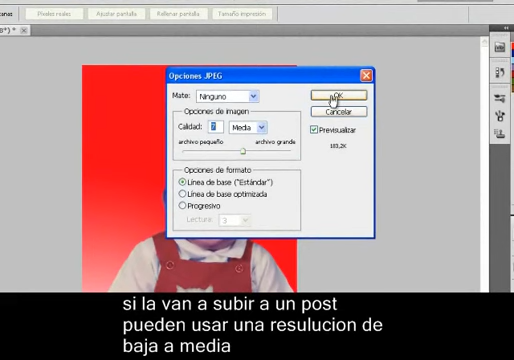 Píxeles reales Ajustar pantalla Rellenar pantalla Tamaño impresión
Opciones JPEG
Mate: Ninguno
OK
Opciones de imagen
Cancelar
Calidad: 7 Media
Previsualizar
archivo pequeño archivo grande
Opciones de formato
Línea de base ("Estándar")
Línea de base optimizada
Progresivo
Lectura: 3
si la van a subir a un post
pueden usar una resulucion de
baja a media